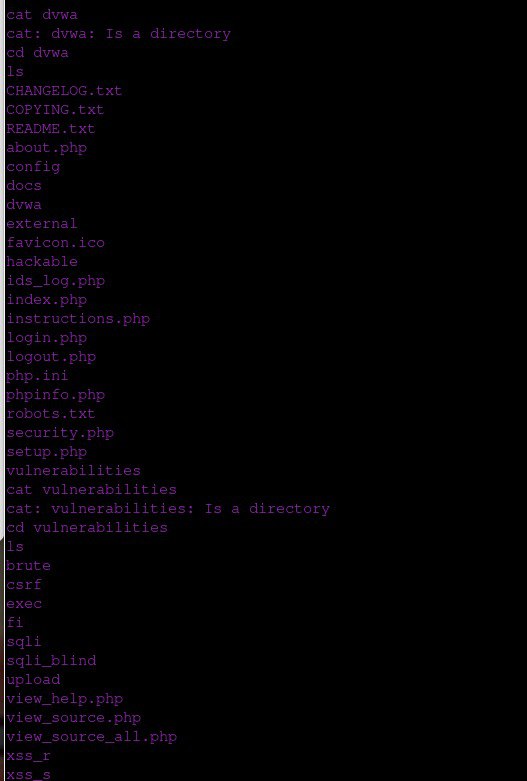 cat dvwa
cat: dvwa: Is a directory
cd dvwa
ls
CHANGELOG.txt
COPYING.txt
README.txt
about.php
config
docs
dvwa
external
favicon.ico
hackable
ids_log.php
index.php
instructions.php
login.php
logout.php
php.ini
phpinfo.php
robots.txt
security.php
setup.php
vulnerabilities
cat vulnerabilities
cat: vulnerabilities: Is a directory
cd vulnerabilities
ls
brute
csrf
exec
fi
sqli
sqli_blind
upload
view_help.php
view_source.php
view_source_all.php
xss_r
xss_s